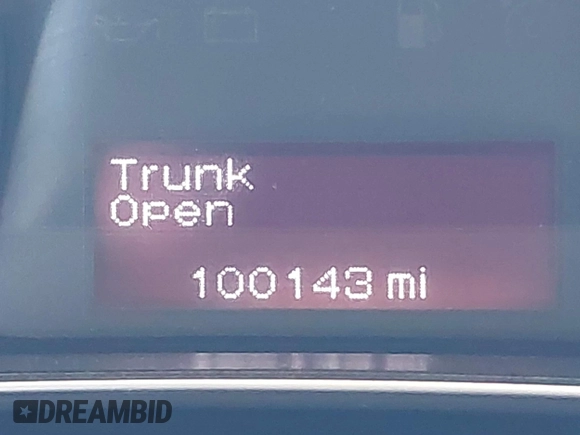 Trunk
Open
100143 mi
DREAMBID